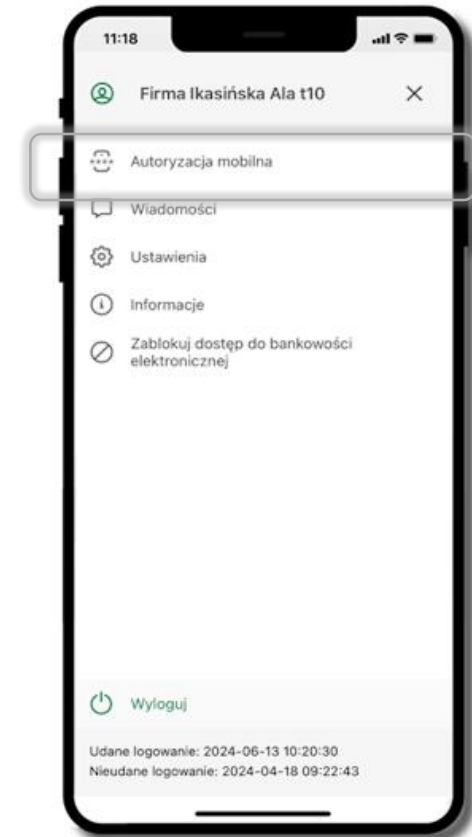 11:18
Firma Ikasińska Ala t10
Autoryzacja mobilna
Wiadomości
Ustawienia
Informacje
Zablokuj dostęp do bankowości
elektronicznej
Wyloguj
Udane logowanie: 2024-06-13 10:20:30
Nieudane logowanie: 2024-04-18 09:22:43